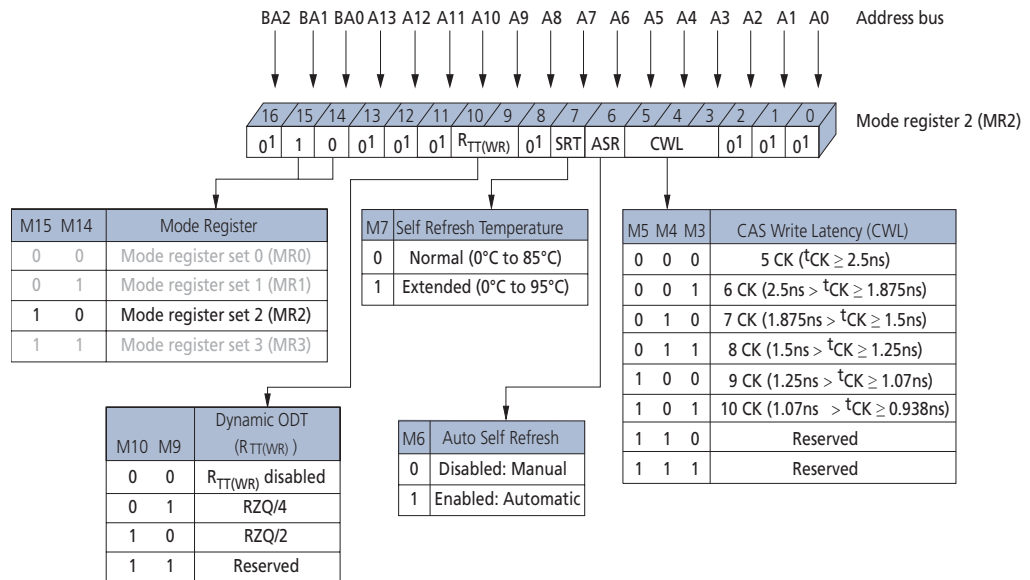 BA2 BA1 BA0 A13 A12 A11 A10 A9 A8 A7 A6 A5 A4 A3 A2 A1 A0 Address bus
16 15 14 13 12 11 10 9 8 7 6 5 4 3 2 1 0
Mode register 2 (MR2)
0¹ 1 0 0¹ 0¹ 0¹ RTT(WR) 0¹ SRT ASR CWL 0¹ 0¹ 0¹
M15 M14 Mode Register
0 0 Mode register set 0 (MR0)
0 1 Mode register set 1 (MR1)
1 0 Mode register set 2 (MR2)
1 1 Mode register set 3 (MR3)
M7 Self Refresh Temperature
0 Normal (0°C to 85°C)
1 Extended (0°C to 95°C)
M5 M4 M3 CAS Write Latency (CWL)
0 0 0 5 CK (tCK ≥ 2.5ns)
0 0 1 6 CK (2.5ns > tCK ≥ 1.875ns)
0 1 0 7 CK (1.875ns > tCK ≥ 1.5ns)
0 1 1 8 CK (1.5ns > tCK ≥ 1.25ns)
1 0 0 9 CK (1.25ns > tCK ≥ 1.07ns)
1 0 1 10 CK (1.07ns > tCK ≥ 0.938ns)
1 1 0 Reserved
1 1 1 Reserved
M10 M9 Dynamic ODT
(RTT(WR) )
0 0 RTT(WR) disabled
0 1 RZQ/4
1 0 RZQ/2
1 1 Reserved
M6 Auto Self Refresh
0 Disabled: Manual
1 Enabled: Automatic